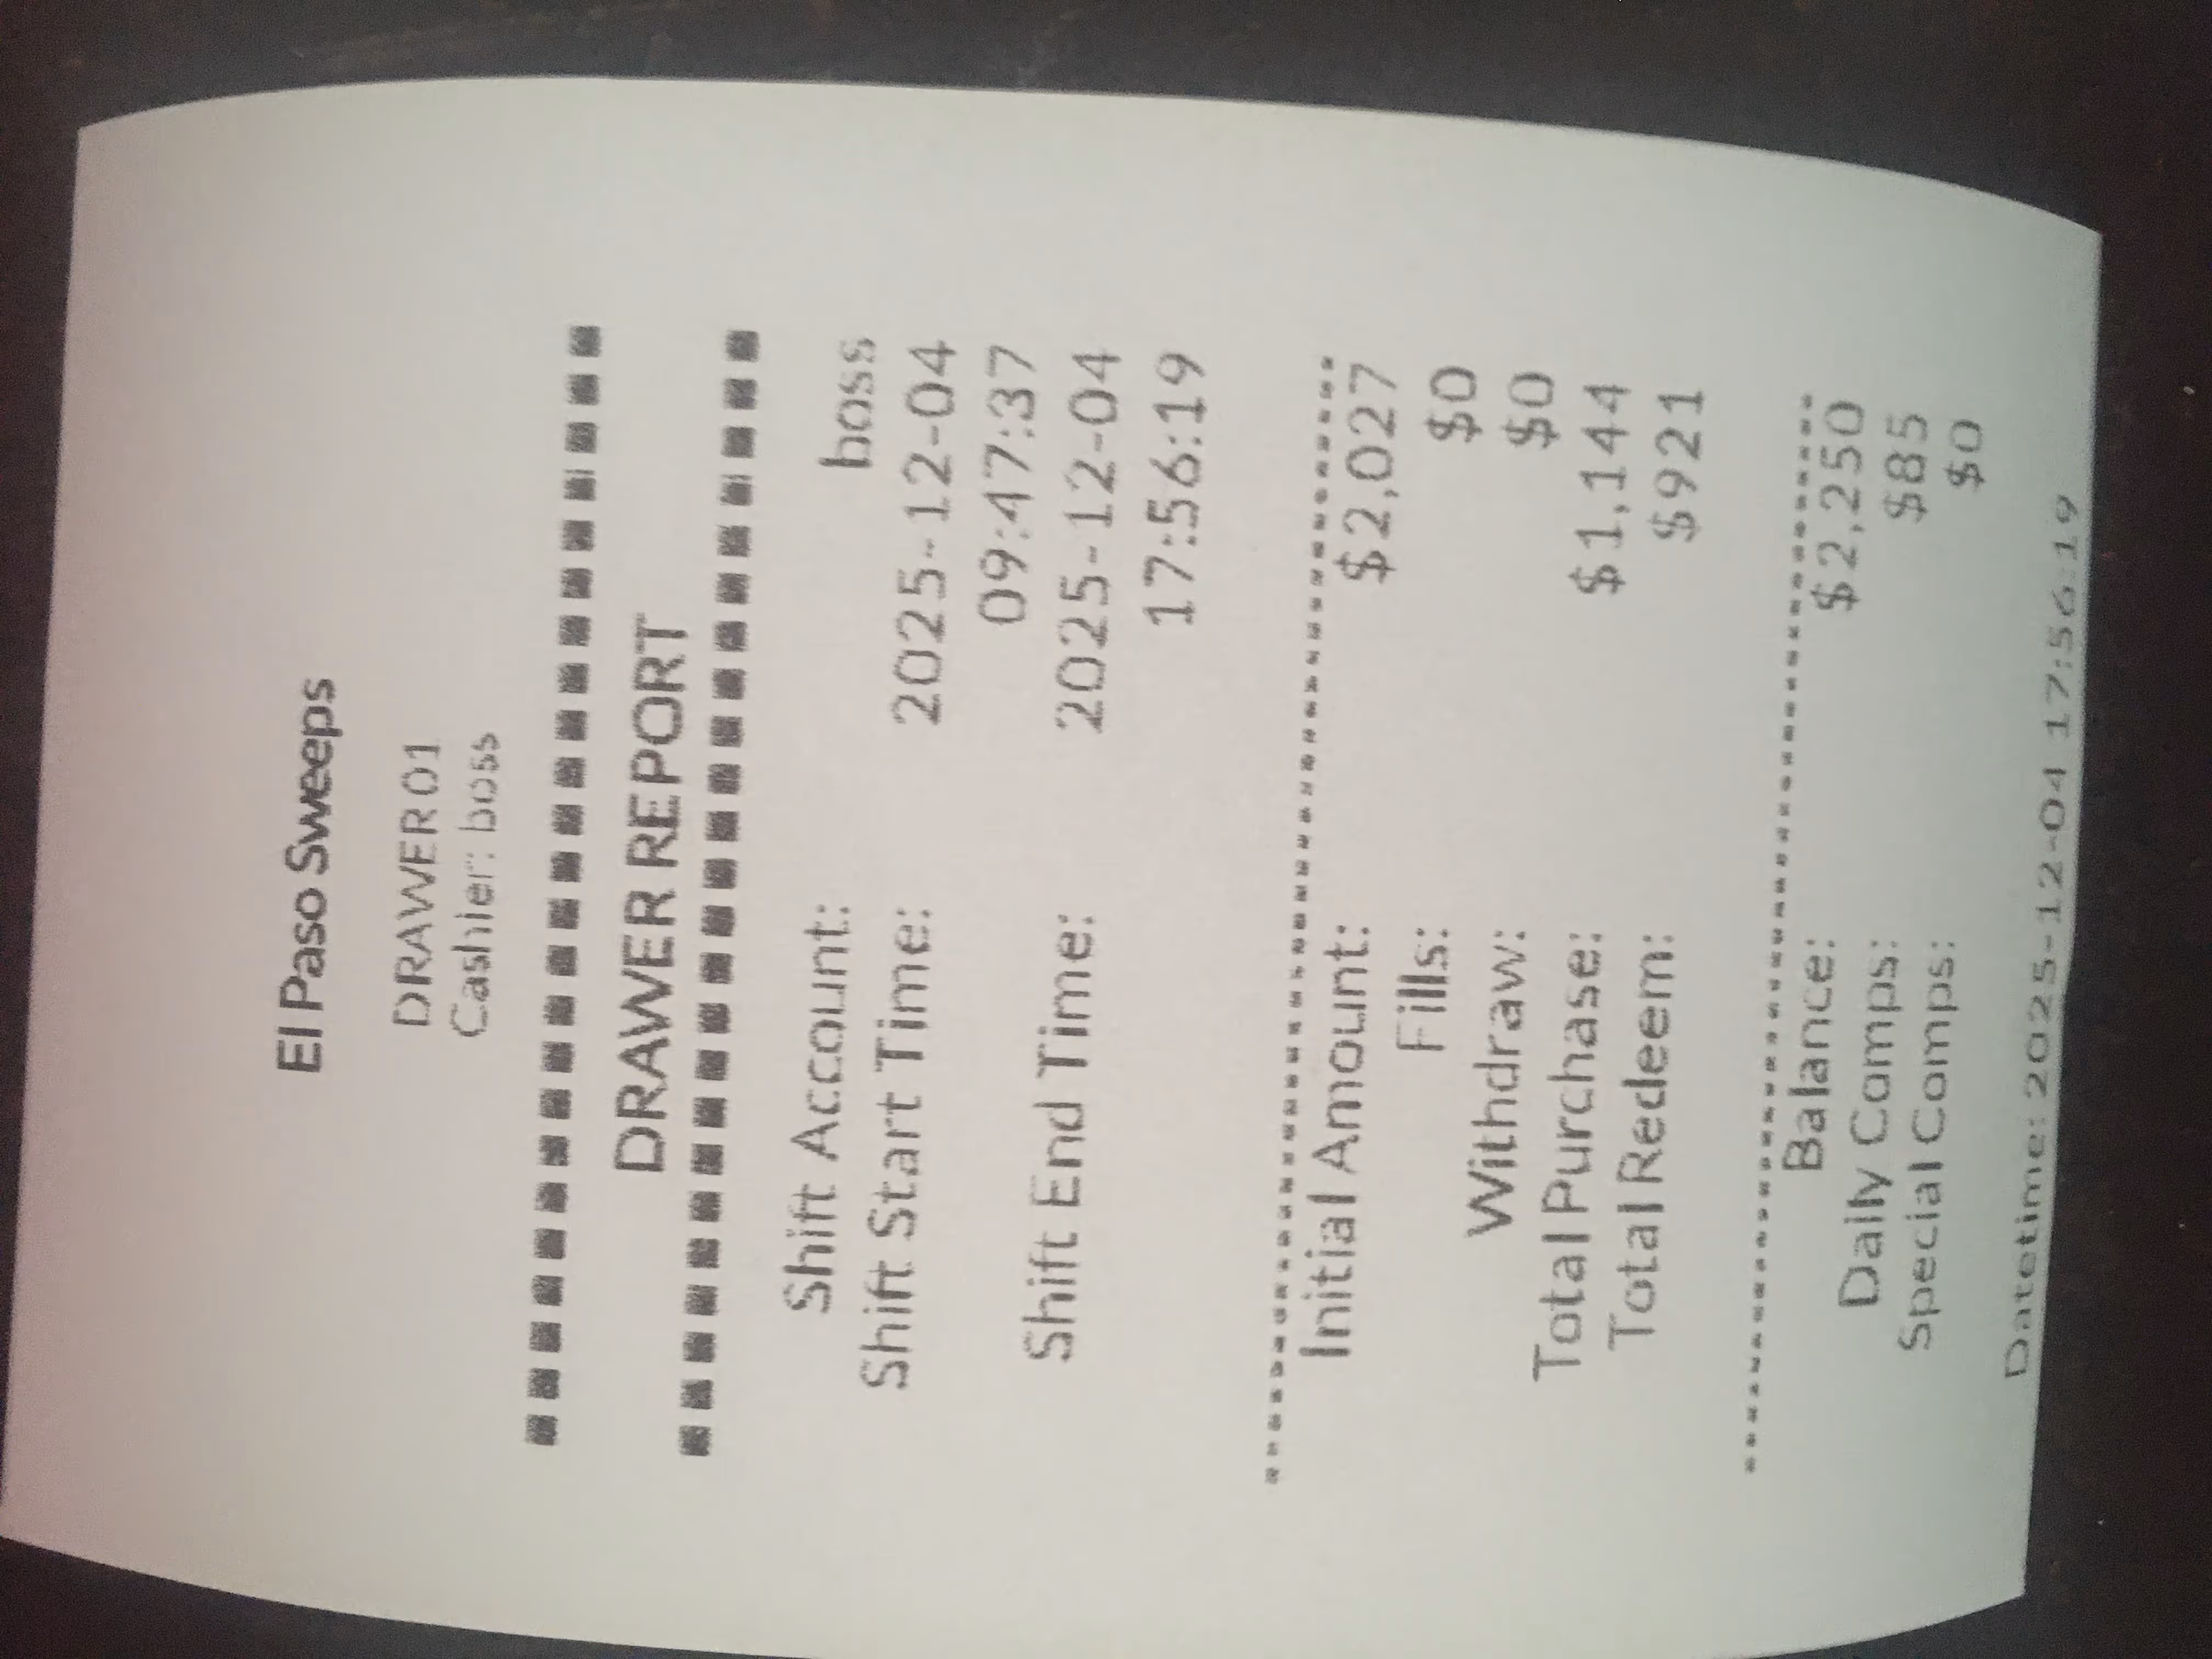 El Paso Sweeps
DRAWER01
Cashier: boss
DRAWER REPORT
Shift Account: boss
Shift Start Time: 2025-12-04
09:47:37
Shift End Time: 2025-12-04
17:56:19
Initial Amount: $2,027
Fills: $0
Withdraw: $0
Total Purchase: $1,144
Total Redeem: $921
Balance: $2,250
Daily Comps: $85
Special Comps: $0
Datetime: 2025-12-04 17:56:19